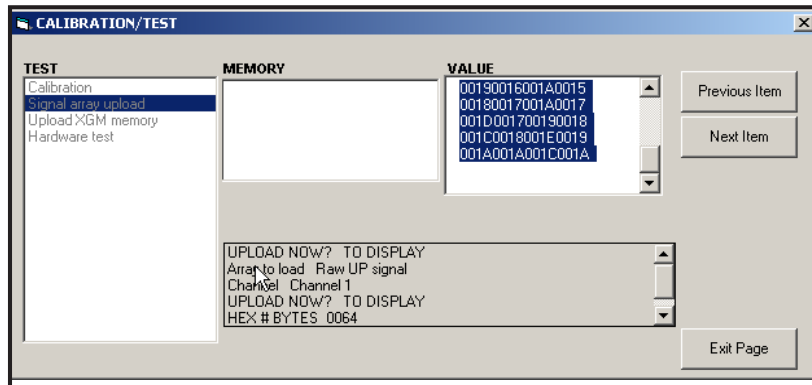 CALIBRATION/TEST
TEST
Calibration
Signal array upload
Upload XGM memory
Hardware test
MEMORY
VALUE
00190016001A0015
00180017001A0017
001D001700190018
001C0018001E0019
001A001A001C001A
Previous Item
Next Item
UPLOAD NOW? TO DISPLAY
Array to load Raw UP signal
Channel Channel 1
UPLOAD NOW? TO DISPLAY
HEX # BYTES 0064
Exit Page